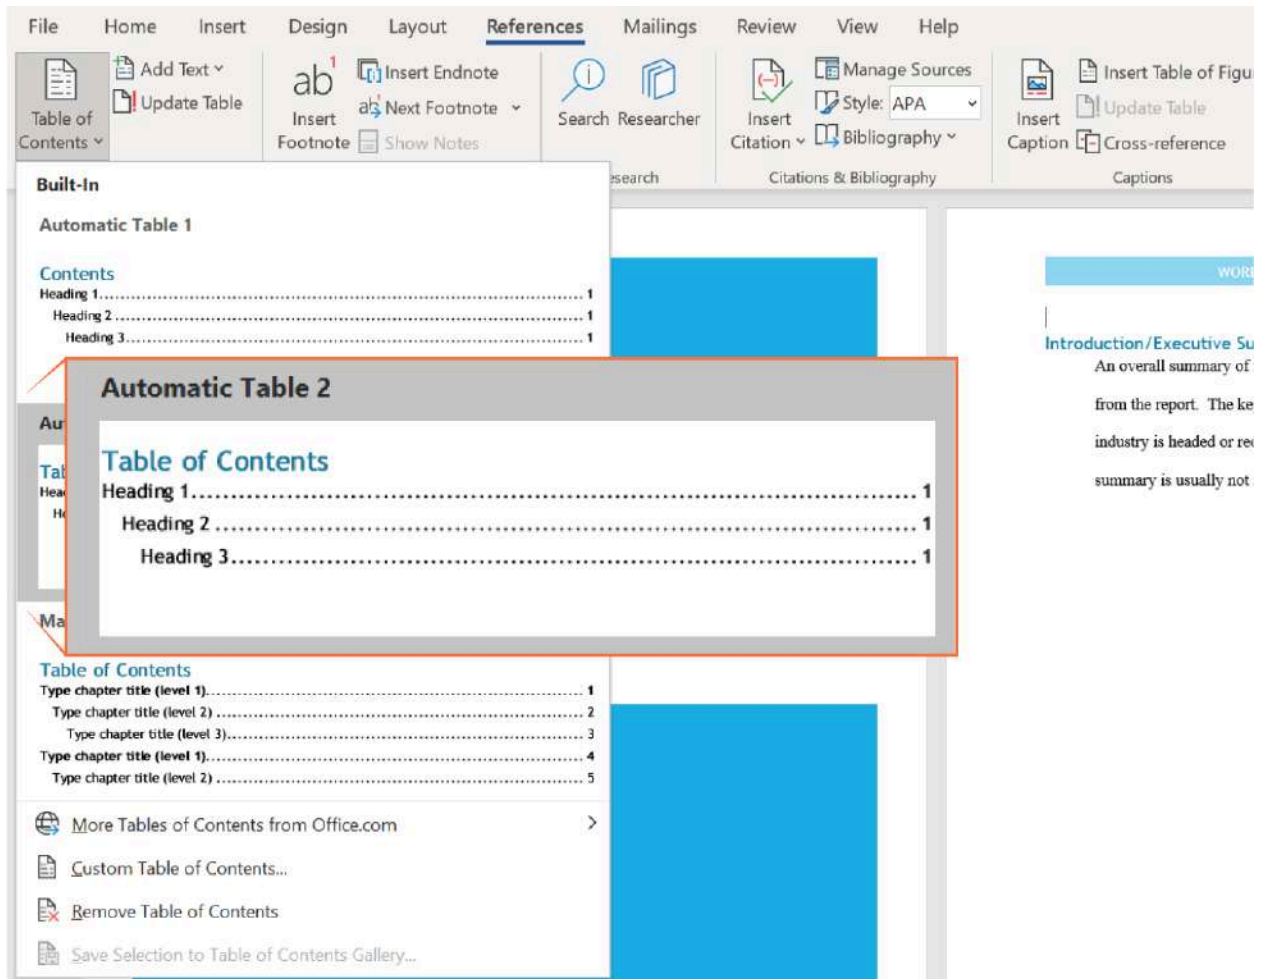 File Home Insert Design Layout References Mailings Review View Help
Table of Contents
Add Text
Update Table
ab1
Insert Footnote
Insert Endnote
Next Footnote
Show Notes
Search
Researcher
Insert Citation
Manage Sources
Style: APA
Bibliography
Insert Caption
Insert Table of Figu
Update Table
Cross-reference
search
Citations & Bibliography
Captions
Built-In
Automatic Table 1
Contents
Heading 1 1
Heading 2 1
Heading 3 1
Au
Tab
Hea
He
Automatic Table 2
Table of Contents
Heading 1 1
Heading 2 1
Heading 3 1
Ma
Table of Contents
Type chapter title (level 1) 1
Type chapter title (level 2) 2
Type chapter title (level 3) 3
Type chapter title (level 1) 4
Type chapter title (level 2) 5
More Tables of Contents from Office.com
Custom Table of Contents...
Remove Table of Contents
Save Selection to Table of Contents Gallery...
WOR
Introduction/Executive Su
An overall summary of
from the report. The ke
industry is headed or re
summary is usually not